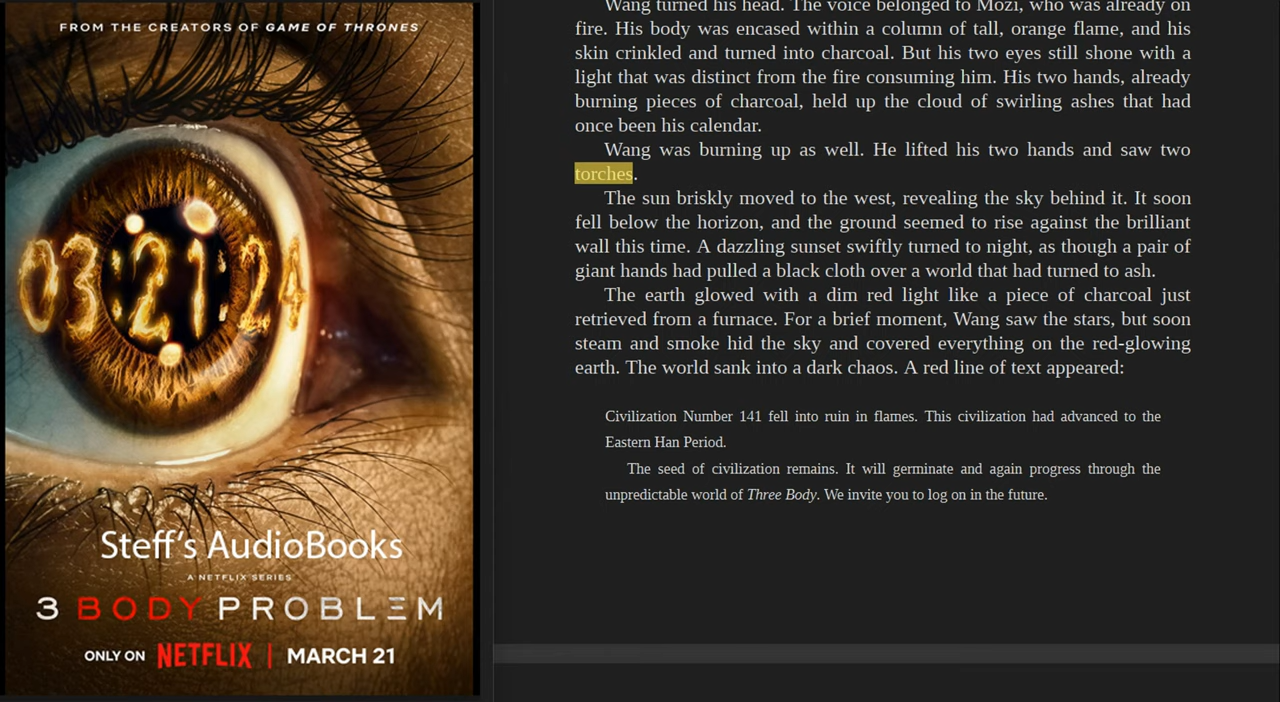 FROM THE CREATORS OF GAME OF THRONES
03:21:24
Steff's AudioBooks
A NETFLIX SERIES
3 BODY PROBLEM
ONLY ON NETFLIX | MARCH 21
Wang turned his head. The voice belonged to Mozi, who was already on
fire. His body was encased within a column of tall, orange flame, and his
skin crinkled and turned into charcoal. But his two eyes still shone with a
light that was distinct from the fire consuming him. His two hands, already
burning pieces of charcoal, held up the cloud of swirling ashes that had
once been his calendar.
Wang was burning up as well. He lifted his two hands and saw two
torches.
The sun briskly moved to the west, revealing the sky behind it. It soon
fell below the horizon, and the ground seemed to rise against the brilliant
wall this time. A dazzling sunset swiftly turned to night, as though a pair of
giant hands had pulled a black cloth over a world that had turned to ash.
The earth glowed with a dim red light like a piece of charcoal just
retrieved from a furnace. For a brief moment, Wang saw the stars, but soon
steam and smoke hid the sky and covered everything on the red-glowing
earth. The world sank into a dark chaos. A red line of text appeared:
Civilization Number 141 fell into ruin in flames. This civilization had advanced to the
Eastern Han Period.
The seed of civilization remains. It will germinate and again progress through the
unpredictable world of Three Body. We invite you to log on in the future.